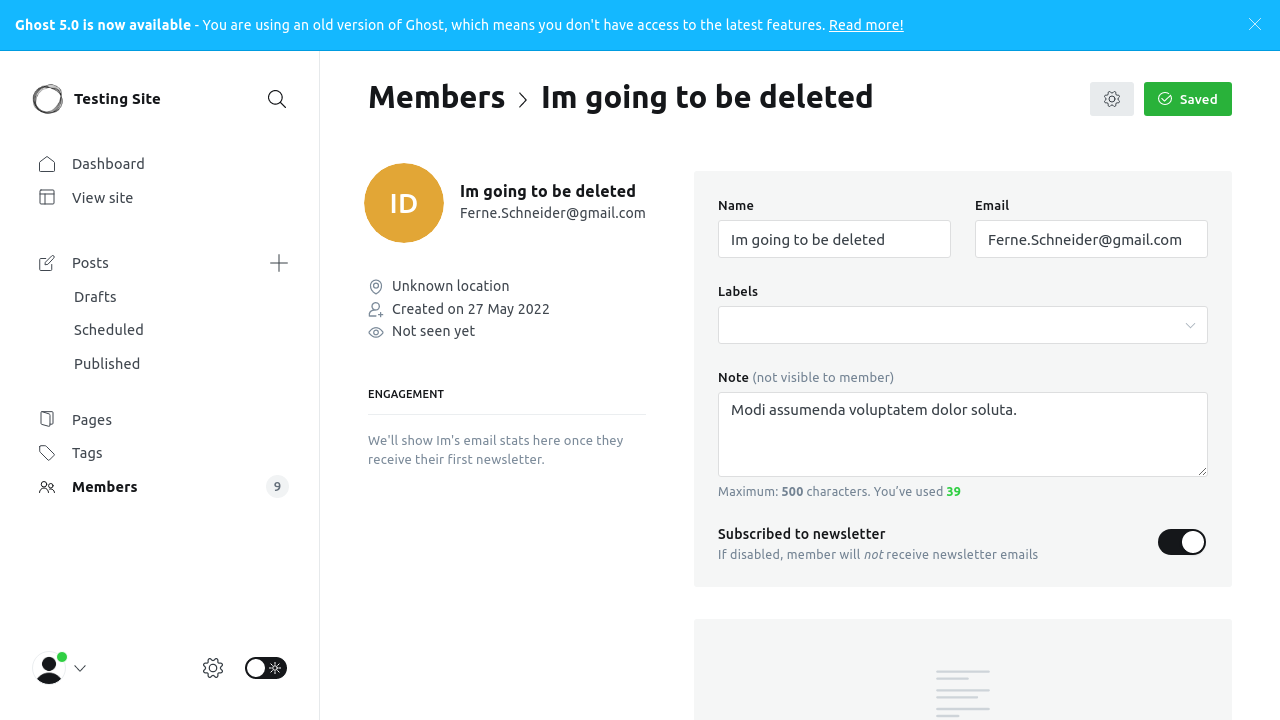 Ghost 5.0 is now available - You are using an old version of Ghost, which means you don't have access to the latest features. Read more!
Testing Site
Dashboard
View site
Posts
Drafts
Scheduled
Published
Pages
Tags
Members 9
Members > Im going to be deleted
Saved
ID
Im going to be deleted
Ferne.Schneider@gmail.com
Unknown location
Created on 27 May 2022
Not seen yet
ENGAGEMENT
We'll show Im's email stats here once they
receive their first newsletter.
Name
Im going to be deleted
Email
Ferne.Schneider@gmail.com
Labels
Note (not visible to member)
Modi assumenda voluptatem dolor soluta.
Maximum: 500 characters. You've used 39
Subscribed to newsletter
If disabled, member will not receive newsletter emails